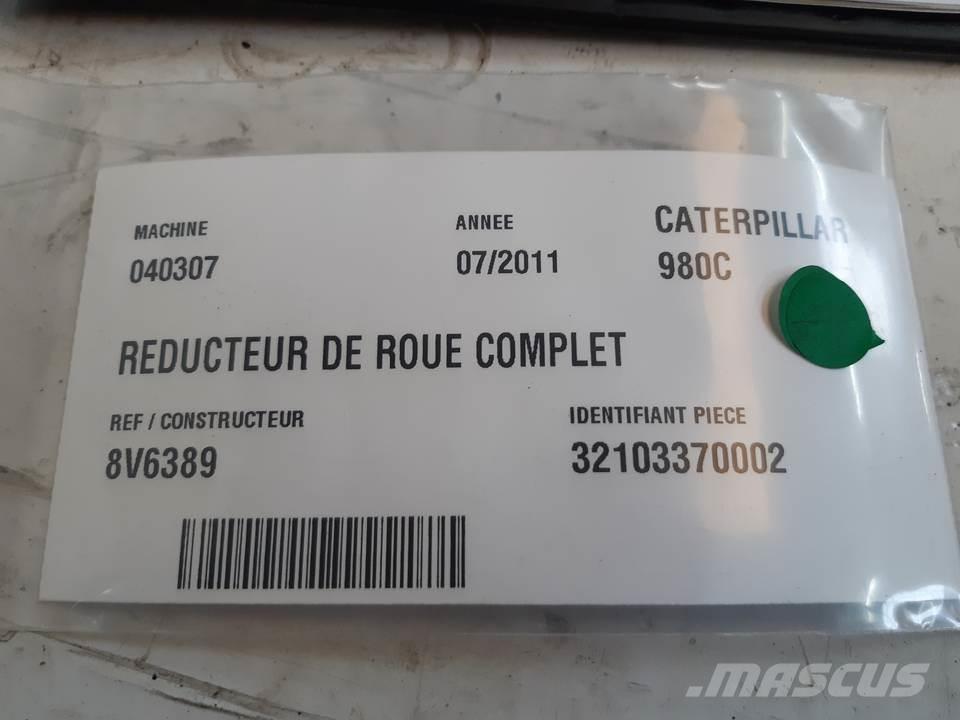 MACHINE
ANNEE
CATERPILLAR
040307
07/2011
980C
REDUCTEUR DE ROUE COMPLET
REF / CONSTRUCTEUR
IDENTIFIANT PIECE
8V6389
32103370002
MASCUS